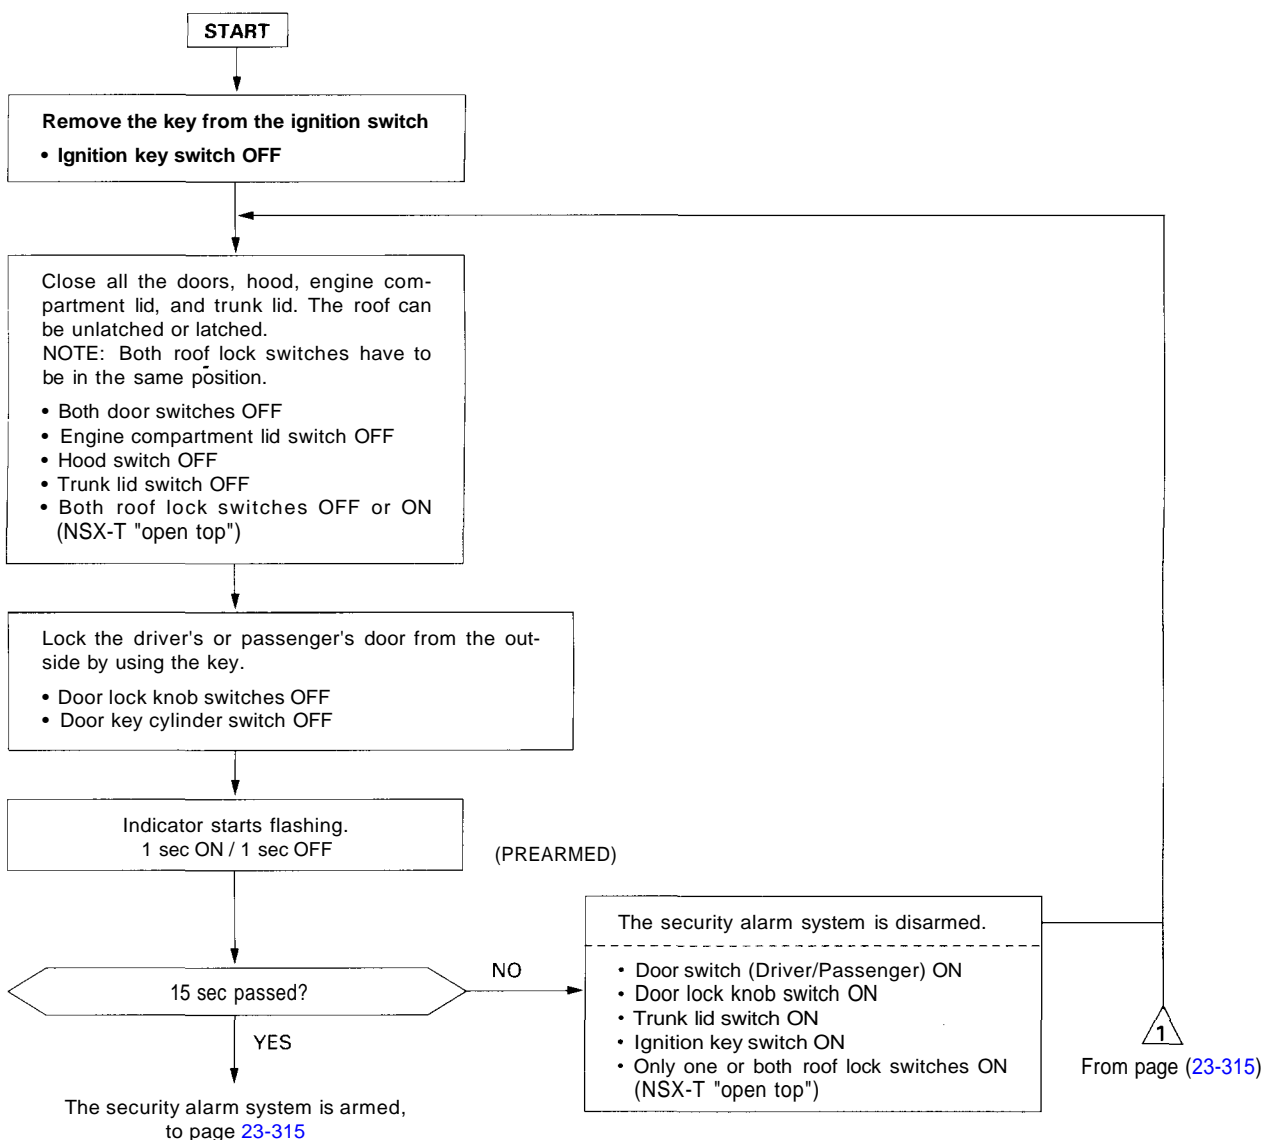 START
Remove the key from the ignition switch
• Ignition key switch OFF
Close all the doors, hood, engine com-
partment lid, and trunk lid. The roof can
be unlatched or latched.
NOTE: Both roof lock switches have to
be in the same position.
• Both door switches OFF
• Engine compartment lid switch OFF
• Hood switch OFF
• Trunk lid switch OFF
• Both roof lock switches OFF or ON
(NSX-T "open top")
Lock the driver's or passenger's door from the out-
side by using the key.
• Door lock knob switches OFF
• Door key cylinder switch OFF
Indicator starts flashing.
1 sec ON / 1 sec OFF
(PREARMED)
15 sec passed?
NO
YES
The security alarm system is disarmed.
• Door switch (Driver/Passenger) ON
• Door lock knob switch ON
• Trunk lid switch ON
• Ignition key switch ON
• Only one or both roof lock switches ON
(NSX-T "open top")
1
From page (23-315)
The security alarm system is armed,
to page 23-315